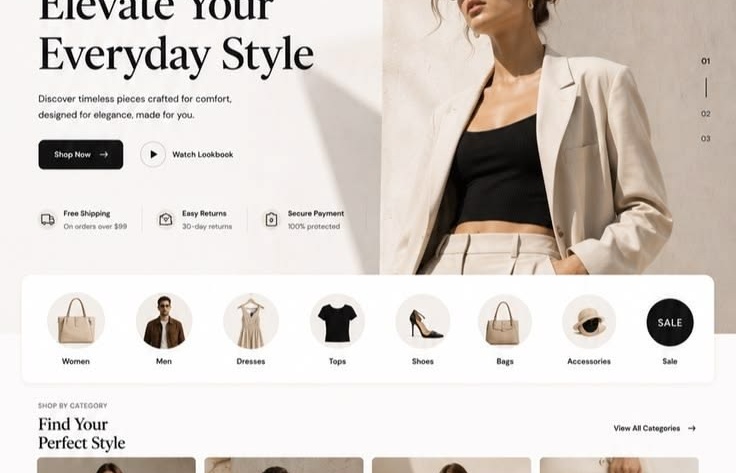 Elevate Your
Everyday Style
Discover timeless pieces crafted for comfort,
designed for elegance, made for you.
Shop Now
Watch Lookbook
Free Shipping
On orders over $99
Easy Returns
30-day returns
Secure Payment
100% protected
01
02
03
SALE
Women
Men
Dresses
Tops
Shoes
Bags
Accessories
Sale
SHOP BY CATEGORY
Find Your
Perfect Style
View All Categories